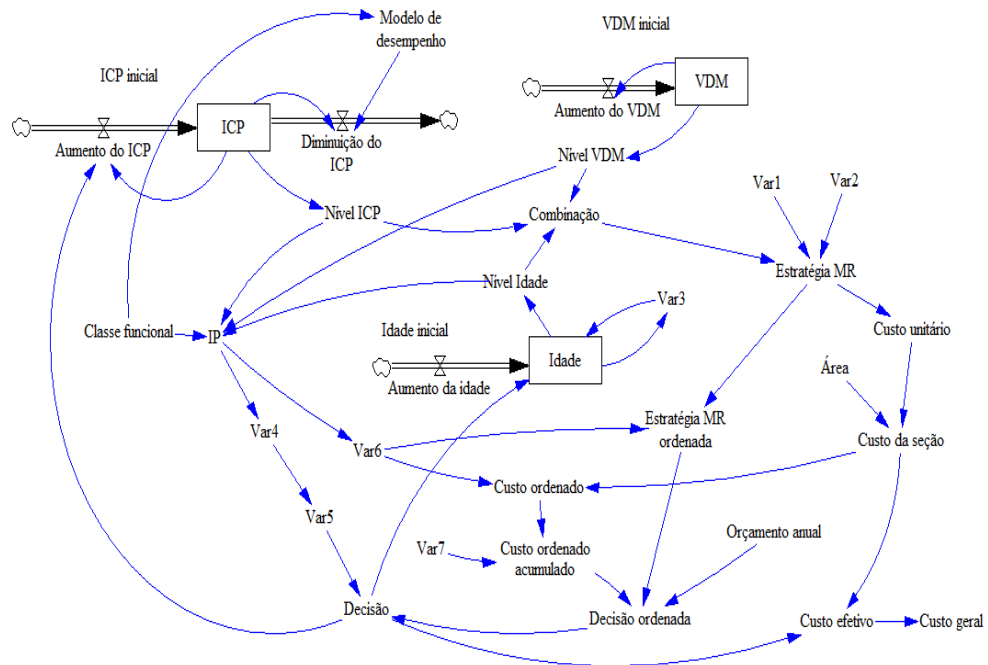 Modelo de
desempenho
VDM inicial
ICP inicial
VDM
Aumento do VDM
ICP
Aumento do ICP
Diminuição do
ICP
Nível VDM
Var1
Var2
Nível ICP
Combinação
Estratégia MR
Nível Idade
Var3
Classe funcional
IP
Idade inicial
Custo unitário
Idade
Aumento da idade
Área
Estratégia MR
ordenada
Var4
Var6
Custo da seção
Custo ordenado
Var5
Orçamento anual
Var7
Custo ordenado
acumulado
Decisão
Decisão ordenada
Custo efetivo
Custo geral